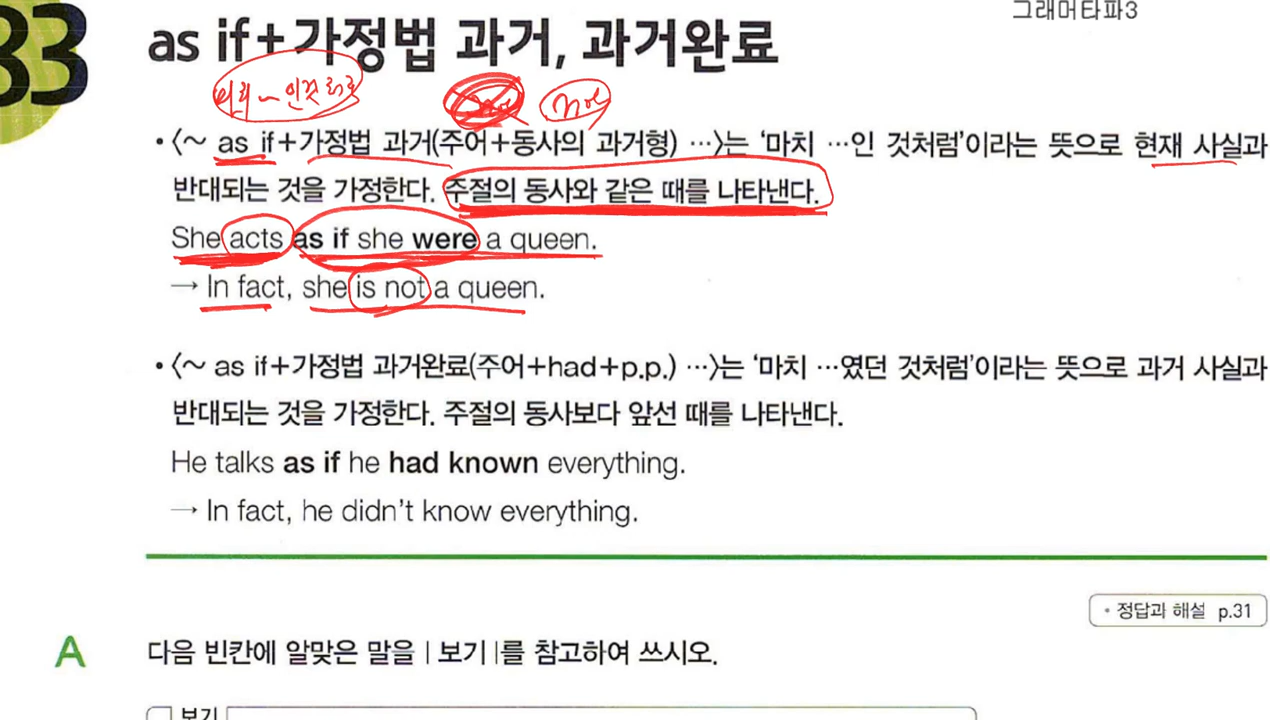 그래머타파3
83
as if+가정법 과거, 과거완료
마치 ~ 인것처럼
• 〈~ as if+가정법 과거(주어+동사의 과거형) …〉는 '마치 …인 것처럼'이라는 뜻으로 현재 사실과
반대되는 것을 가정한다. 주절의 동사와 같은 때를 나타낸다.
She acts as if she were a queen.
→ In fact, she is not a queen.
• 〈~ as if+가정법 과거완료(주어+had+p.p.) …〉는 '마치 …였던 것처럼'이라는 뜻으로 과거 사실과
반대되는 것을 가정한다. 주절의 동사보다 앞선 때를 나타낸다.
He talks as if he had known everything.
→ In fact, he didn't know everything.
• 정답과 해설 p.31
A 다음 빈칸에 알맞은 말을 | 보기 |를 참고하여 쓰시오.
보기